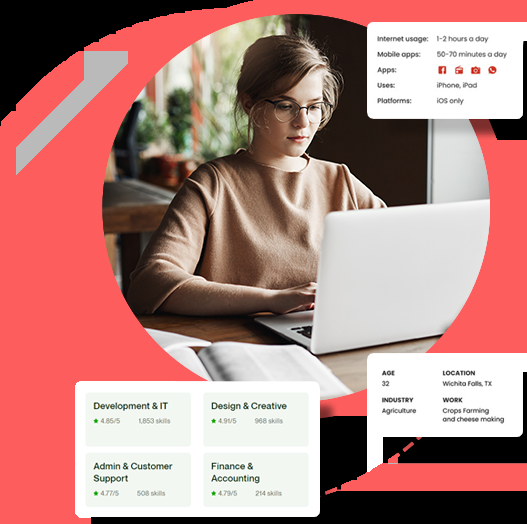 Internet usage: 1-2 hours a day
Mobile apps: 50-70 minutes a day
Apps:
Uses: iPhone, iPad
Platforms: iOS only
AGE LOCATION
32 Wichita Falls, TX
INDUSTRY WORK
Agriculture Crops Farming
and cheese making
Development & IT
4.85/5 1,853 skills
Design & Creative
4.91/5 968 skills
Admin & Customer
Support
4.77/5 508 skills
Finance &
Accounting
4.79/5 214 skills